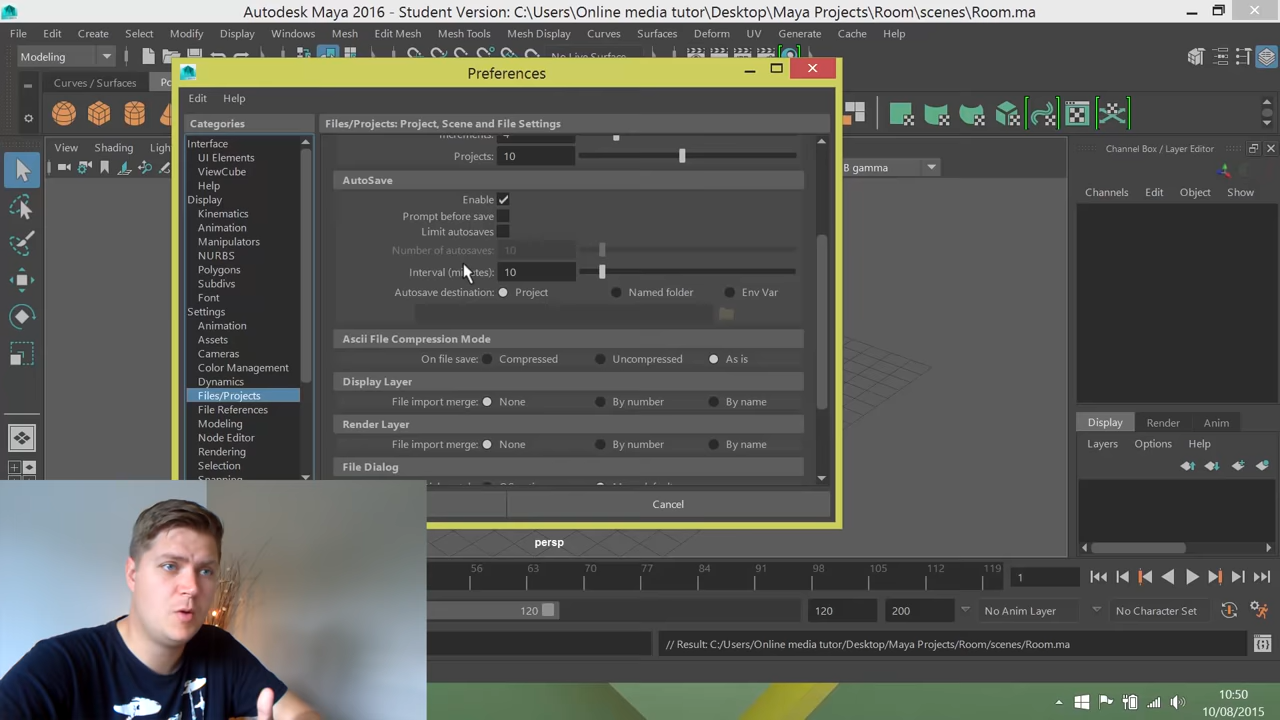 Autodesk Maya 2016 - Student Version: C:\Users\Online media tutor\Desktop\Maya Projects\Room\scenes\Room.ma
File Edit Create Select Modify Display Windows Mesh Edit Mesh Mesh Tools Mesh Display Curves Surfaces Deform UV Generate Cache Help
Modeling
No Live Surface
Preferences
Curves / Surfaces
Edit Help
Categories
Files/Projects: Project, Scene and File Settings
View Shading
Interface
UI Elements
ViewCube
Help
Display
Kinematics
Animation
Manipulators
NURBS
Polygons
Subdivs
Font
Settings
Animation
Assets
Cameras
Color Management
Dynamics
Files/Projects
File References
Modeling
Node Editor
Rendering
Selection
Increments: 4
Projects: 10
AutoSave
Enable
Prompt before save
Limit autosaves
Number of autosaves: 10
Interval (minutes): 10
Autosave destination: Project Named folder Env Var
Ascii File Compression Mode
On file save: Compressed Uncompressed As is
Display Layer
File import merge: None By number By name
Render Layer
File import merge: None By number By name
File Dialog
Cancel
gamma
Channel Box / Layer Editor
Channels Edit Object Show
Display Render Anim
Layers Options Help
persp
56 63 70 77 84 91 98 105 112 119
1
120
120 200 No Anim Layer No Character Set
// Result: C:/Users/Online media tutor/Desktop/Maya Projects/Room/scenes/Room.ma
10:50
10/08/2015